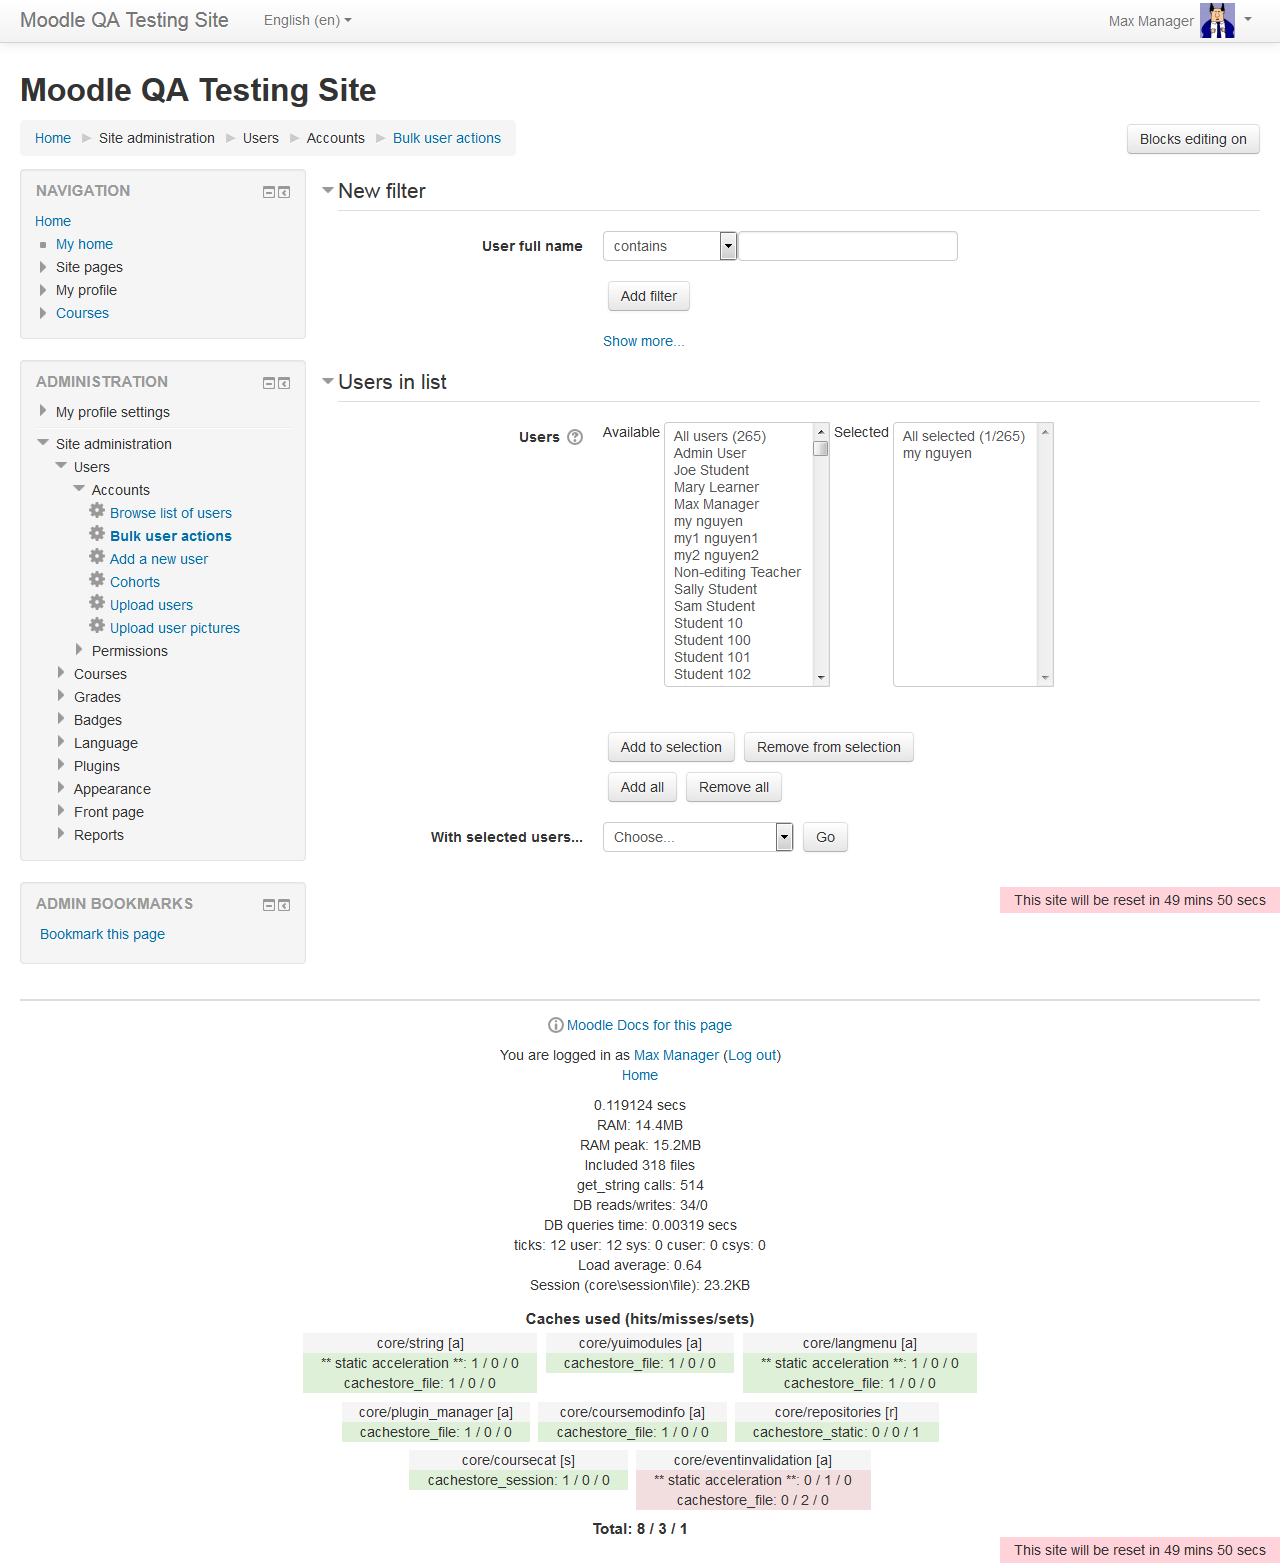 Moodle QA Testing Site
English (en)
Max Manager
Moodle QA Testing Site
Home Site administration Users Accounts Bulk user actions
Blocks editing on
NAVIGATION
Home
My home
Site pages
My profile
Courses
ADMINISTRATION
My profile settings
Site administration
Users
Accounts
Browse list of users
Bulk user actions
Add a new user
Cohorts
Upload users
Upload user pictures
Permissions
Courses
Grades
Badges
Language
Plugins
Appearance
Front page
Reports
ADMIN BOOKMARKS
Bookmark this page
New filter
User full name contains
Add filter
Show more...
Users in list
Users
Available
All users (265)
Admin User
Joe Student
Mary Learner
Max Manager
my nguyen
my1 nguyen1
my2 nguyen2
Non-editing Teacher
Sally Student
Sam Student
Student 10
Student 100
Student 101
Student 102
Selected
All selected (1/265)
my nguyen
Add to selection Remove from selection
Add all Remove all
With selected users... Choose... Go
This site will be reset in 49 mins 50 secs
Moodle Docs for this page
You are logged in as Max Manager (Log out)
Home
0.119124 secs
RAM: 14.4MB
RAM peak: 15.2MB
Included 318 files
get_string calls: 514
DB reads/writes: 34/0
DB queries time: 0.00319 secs
ticks: 12 user: 12 sys: 0 cuser: 0 csys: 0
Load average: 0.64
Session (core\session\file): 23.2KB
Caches used (hits/misses/sets)
core/string [a]
** static acceleration **: 1 / 0 / 0
cachestore_file: 1 / 0 / 0
core/yuimodules [a]
cachestore_file: 1 / 0 / 0
core/langmenu [a]
** static acceleration **: 1 / 0 / 0
cachestore_file: 1 / 0 / 0
core/plugin_manager [a]
cachestore_file: 1 / 0 / 0
core/coursemodinfo [a]
cachestore_file: 1 / 0 / 0
core/repositories [r]
cachestore_static: 0 / 0 / 1
core/coursecat [s]
cachestore_session: 1 / 0 / 0
core/eventinvalidation [a]
** static acceleration **: 0 / 1 / 0
cachestore_file: 0 / 2 / 0
Total: 8 / 3 / 1
This site will be reset in 49 mins 50 secs